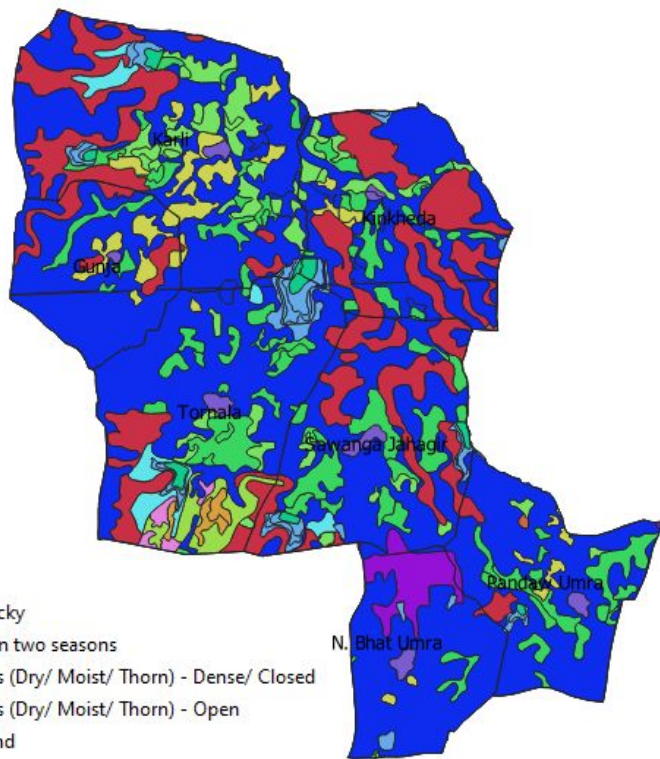 Karli
Kinkheda
Gunja
Tornala
Sawanga Jahagir
Pandaw Umra
N. Bhat Umra
cky
n two seasons
s (Dry/ Moist/ Thorn) - Dense/ Closed
s (Dry/ Moist/ Thorn) - Open
nd